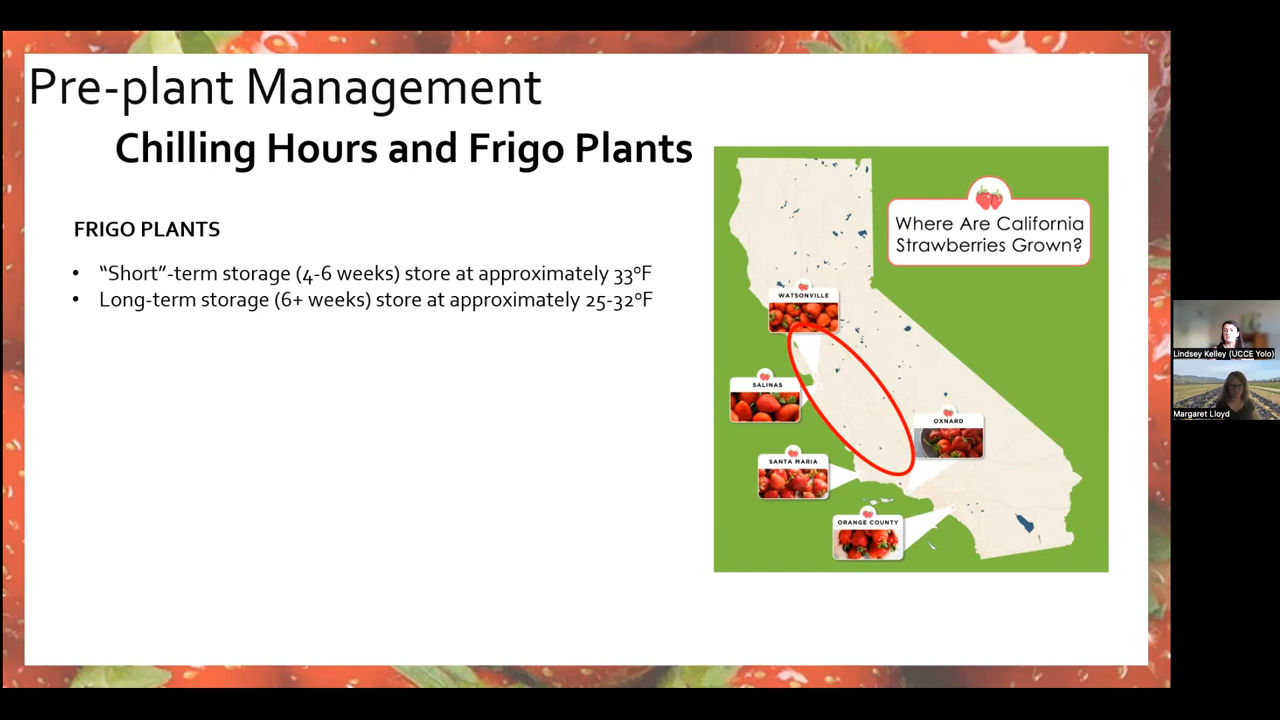 Pre-plant Management
Chilling Hours and Frigo Plants
FRIGO PLANTS
• “Short”-term storage (4-6 weeks) store at approximately 33ºF
• Long-term storage (6+ weeks) store at approximately 25-32ºF
Where Are California
Strawberries Grown?
WATSONVILLE
SALINAS
OXNARD
SANTA MARIA
ORANGE COUNTY
Lindsey Kelley (UCCE Yolo)
Margaret Lloyd